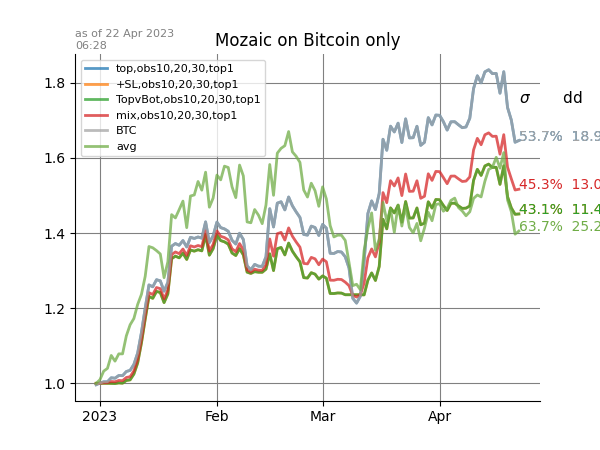 as of 22 Apr 2023
06:28
Mozaic on Bitcoin only
top,obs10,20,30,top1
+SL,obs10,20,30,top1
TopvBot,obs10,20,30,top1
mix,obs10,20,30,top1
BTC
avg
σ dd
53.7% 18.9
45.3% 13.0
43.1% 11.4
63.7% 25.2
1.8
1.6
1.4
1.2
1.0
2023 Feb Mar Apr